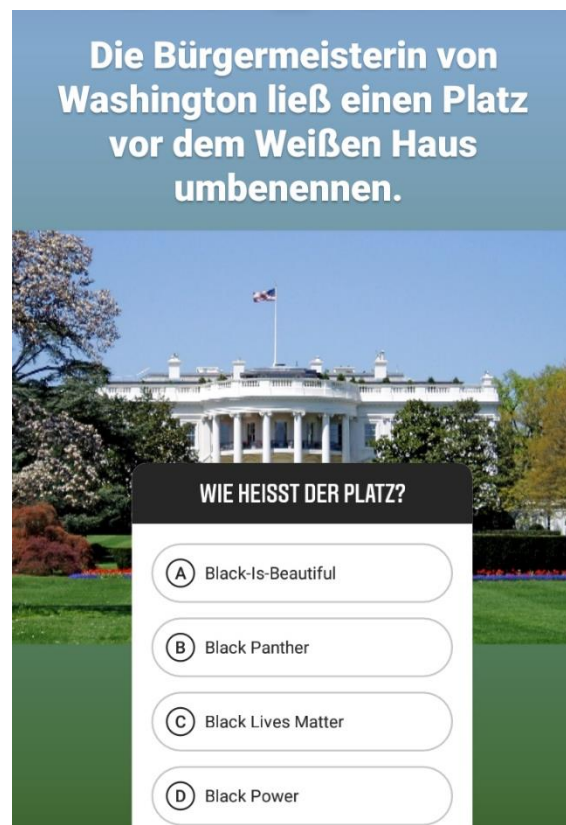 Die Bürgermeisterin von
Washington ließ einen Platz
vor dem Weißen Haus
umbenennen.
WIE HEISST DER PLATZ?
A Black-Is-Beautiful
B Black Panther
C Black Lives Matter
D Black Power